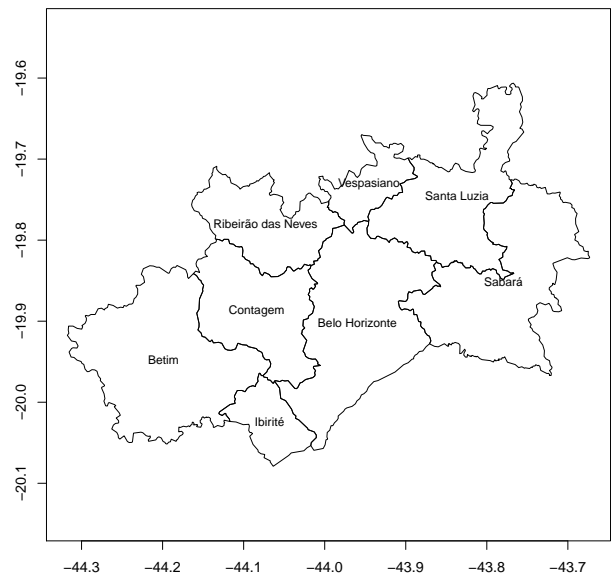 −19.6
−19.7
−19.8
−19.9
−20.0
−20.1
Vespasiano
Santa Luzia
Ribeirão das Neves
Sabará
Contagem
Belo Horizonte
Betim
Ibirité
−44.3 −44.2 −44.1 −44.0 −43.9 −43.8 −43.7